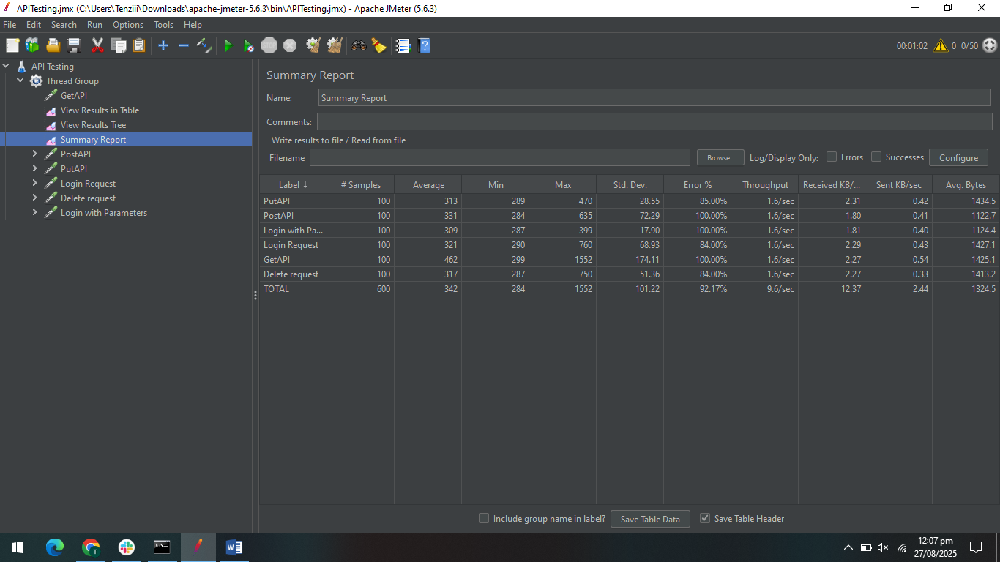 APITesting.jmx (C:\Users\Tenziii\Downloads\apache-jmeter-5.6.3\bin\APITesting.jmx) - Apache JMeter (5.6.3)
File Edit Search Run Options Tools Help
STOP 00:01:02 0 0/50
API Testing
Thread Group
GetAPI
View Results in Table
View Results Tree
Summary Report
PostAPI
PutAPI
Login Request
Delete request
Login with Parameters
Summary Report
Name: Summary Report
Comments:
Write results to file / Read from file
Filename Browse... Log/Display Only: Errors Successes Configure
Label ↓ # Samples Average Min Max Std. Dev. Error % Throughput Received KB/... Sent KB/sec Avg. Bytes
PutAPI 100 313 289 470 28.55 85.00% 1.6/sec 2.31 0.42 1434.5
PostAPI 100 331 284 635 72.29 100.00% 1.6/sec 1.80 0.41 1122.7
Login with Pa... 100 309 287 399 17.90 100.00% 1.6/sec 1.81 0.40 1124.4
Login Request 100 321 290 760 68.93 84.00% 1.6/sec 2.29 0.43 1427.1
GetAPI 100 462 299 1552 174.11 100.00% 1.6/sec 2.27 0.54 1425.1
Delete request 100 317 287 750 51.36 84.00% 1.6/sec 2.27 0.33 1413.2
TOTAL 600 342 284 1552 101.22 92.17% 9.6/sec 12.37 2.44 1324.5
Include group name in label? Save Table Data Save Table Header
12:07 pm
27/08/2025